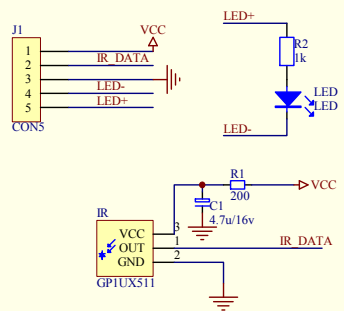 J1
VCC
1
2
IR_DATA
3
4
LED-
5
LED+
CON5
LED+
R2
1k
LED
LED
LED-
R1
200
VCC
C1
4.7u/16v
IR
VCC
3
OUT
1
IR_DATA
GND
2
GP1UX511